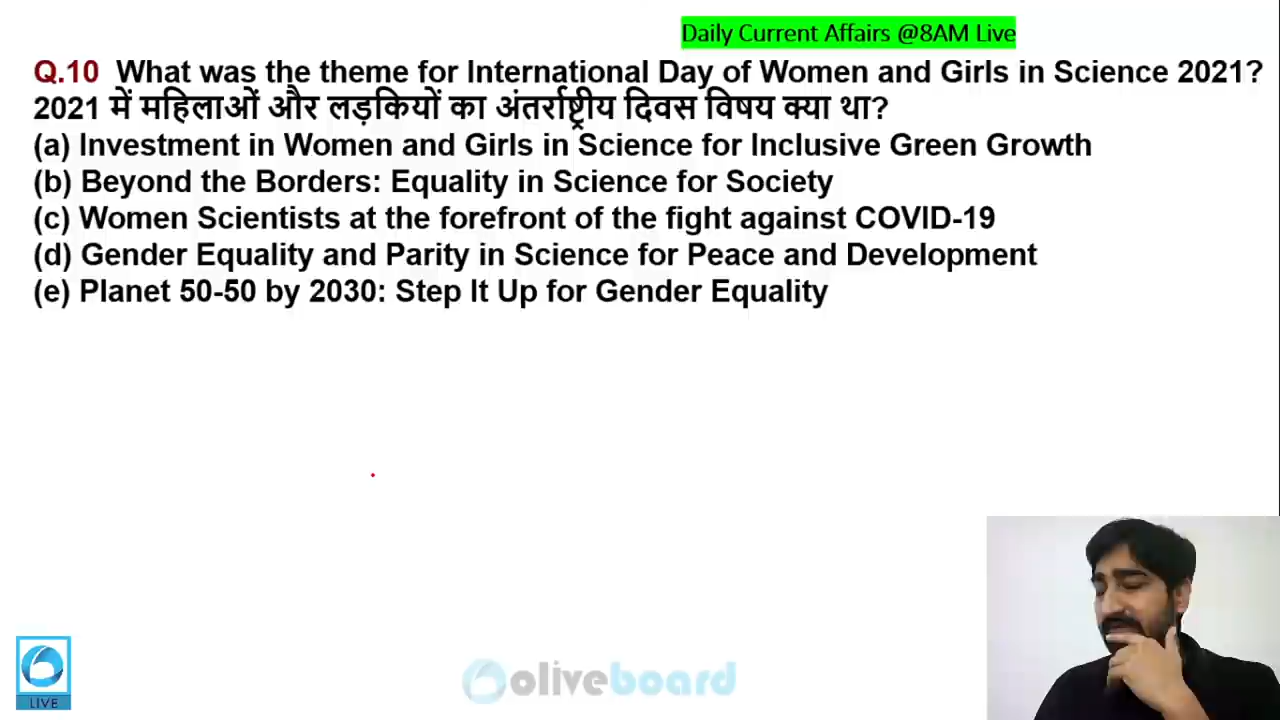 Daily Current Affairs @8AM Live
Q.10 What was the theme for International Day of Women and Girls in Science 2021?
2021 में महिलाओं और लड़कियों का अंतर्राष्ट्रीय दिवस विषय क्या था?
(a) Investment in Women and Girls in Science for Inclusive Green Growth
(b) Beyond the Borders: Equality in Science for Society
(c) Women Scientists at the forefront of the fight against COVID-19
(d) Gender Equality and Parity in Science for Peace and Development
(e) Planet 50-50 by 2030: Step It Up for Gender Equality
LIVE
oliveboard